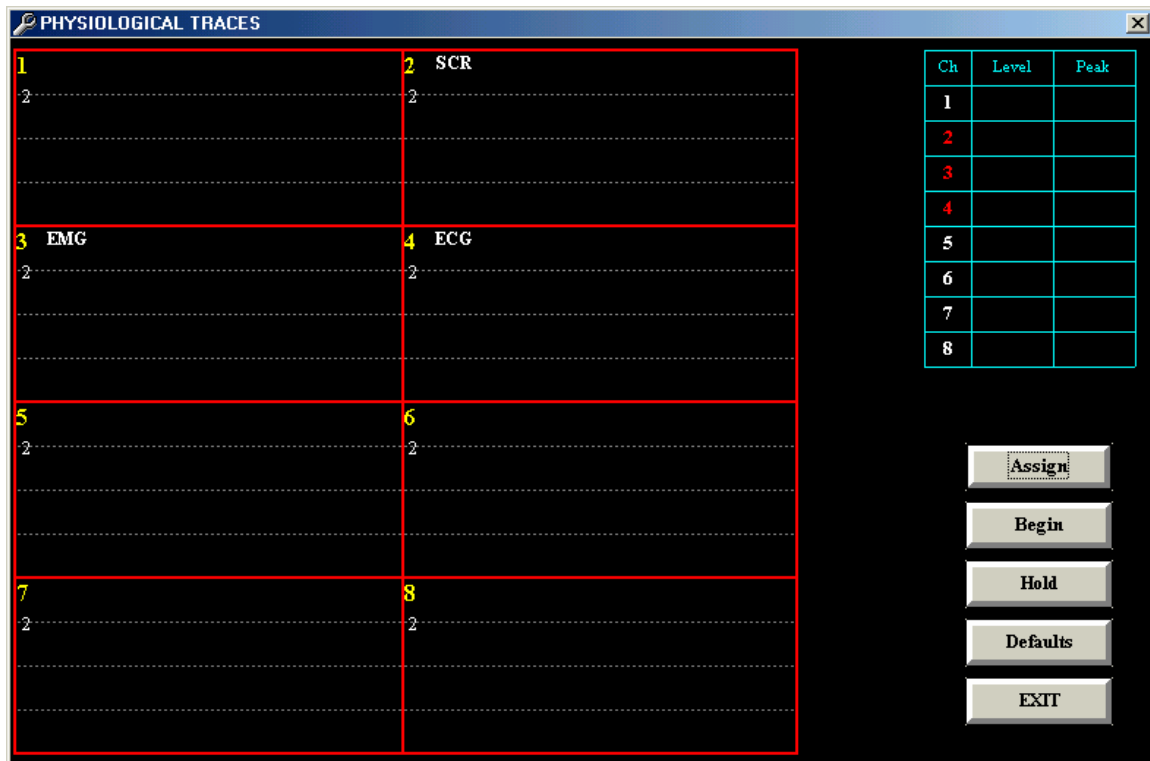 PHYSIOLOGICAL TRACES
1
2
2 SCR
2
3 EMG
2
4 ECG
2
5
2
6
2
7
2
8
2
Ch Level Peak
1
2
3
4
5
6
7
8
Assign
Begin
Hold
Defaults
EXIT